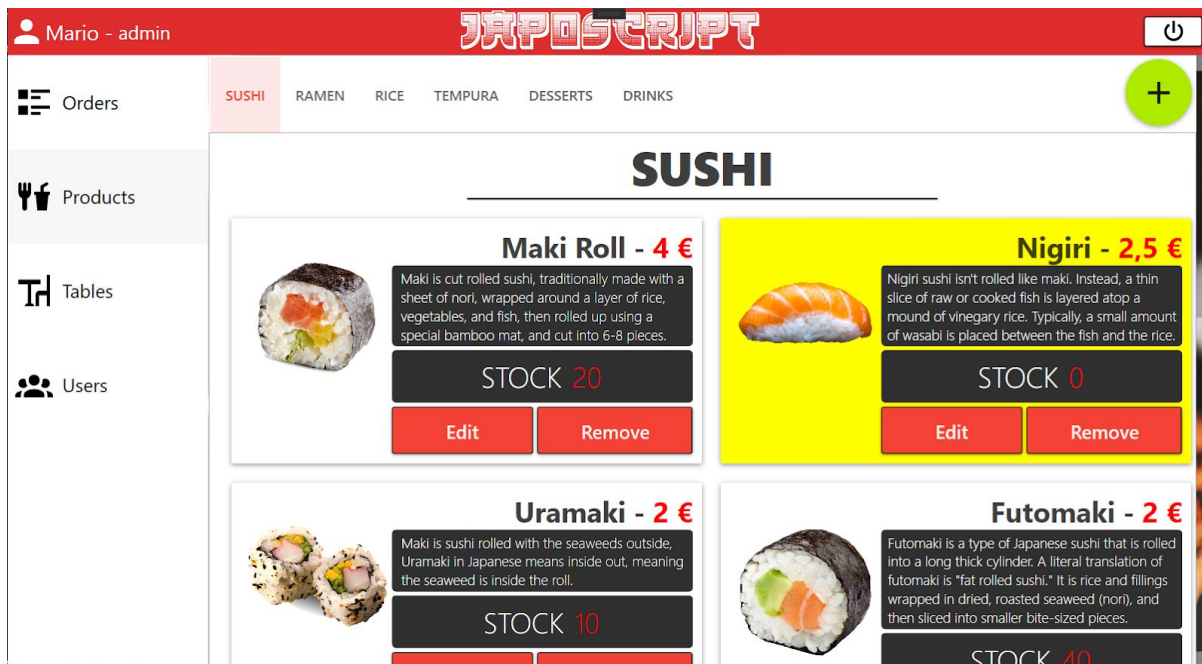 Mario - admin
JAPOSCRIPT
Orders
Products
Tables
Users
SUSHI RAMEN RICE TEMPURA DESSERTS DRINKS
+
SUSHI
Maki Roll - 4 €
Maki is cut rolled sushi, traditionally made with a
sheet of nori, wrapped around a layer of rice,
vegetables, and fish, then rolled up using a
special bamboo mat, and cut into 6-8 pieces.
STOCK 20
Edit Remove
Nigiri - 2,5 €
Nigiri sushi isn't rolled like maki. Instead, a thin
slice of raw or cooked fish is layered atop a
mound of vinegary rice. Typically, a small amount
of wasabi is placed between the fish and the rice.
STOCK 0
Edit Remove
Uramaki - 2 €
Maki is sushi rolled with the seaweeds outside,
Uramaki in Japanese means inside out, meaning
the seaweed is inside the roll.
STOCK 10
Futomaki - 2 €
Futomaki is a type of Japanese sushi that is rolled
into a long thick cylinder. A literal translation of
futomaki is "fat rolled sushi." It is rice and fillings
wrapped in dried, roasted seaweed (nori), and
then sliced into smaller bite-sized pieces.
STOCK 40